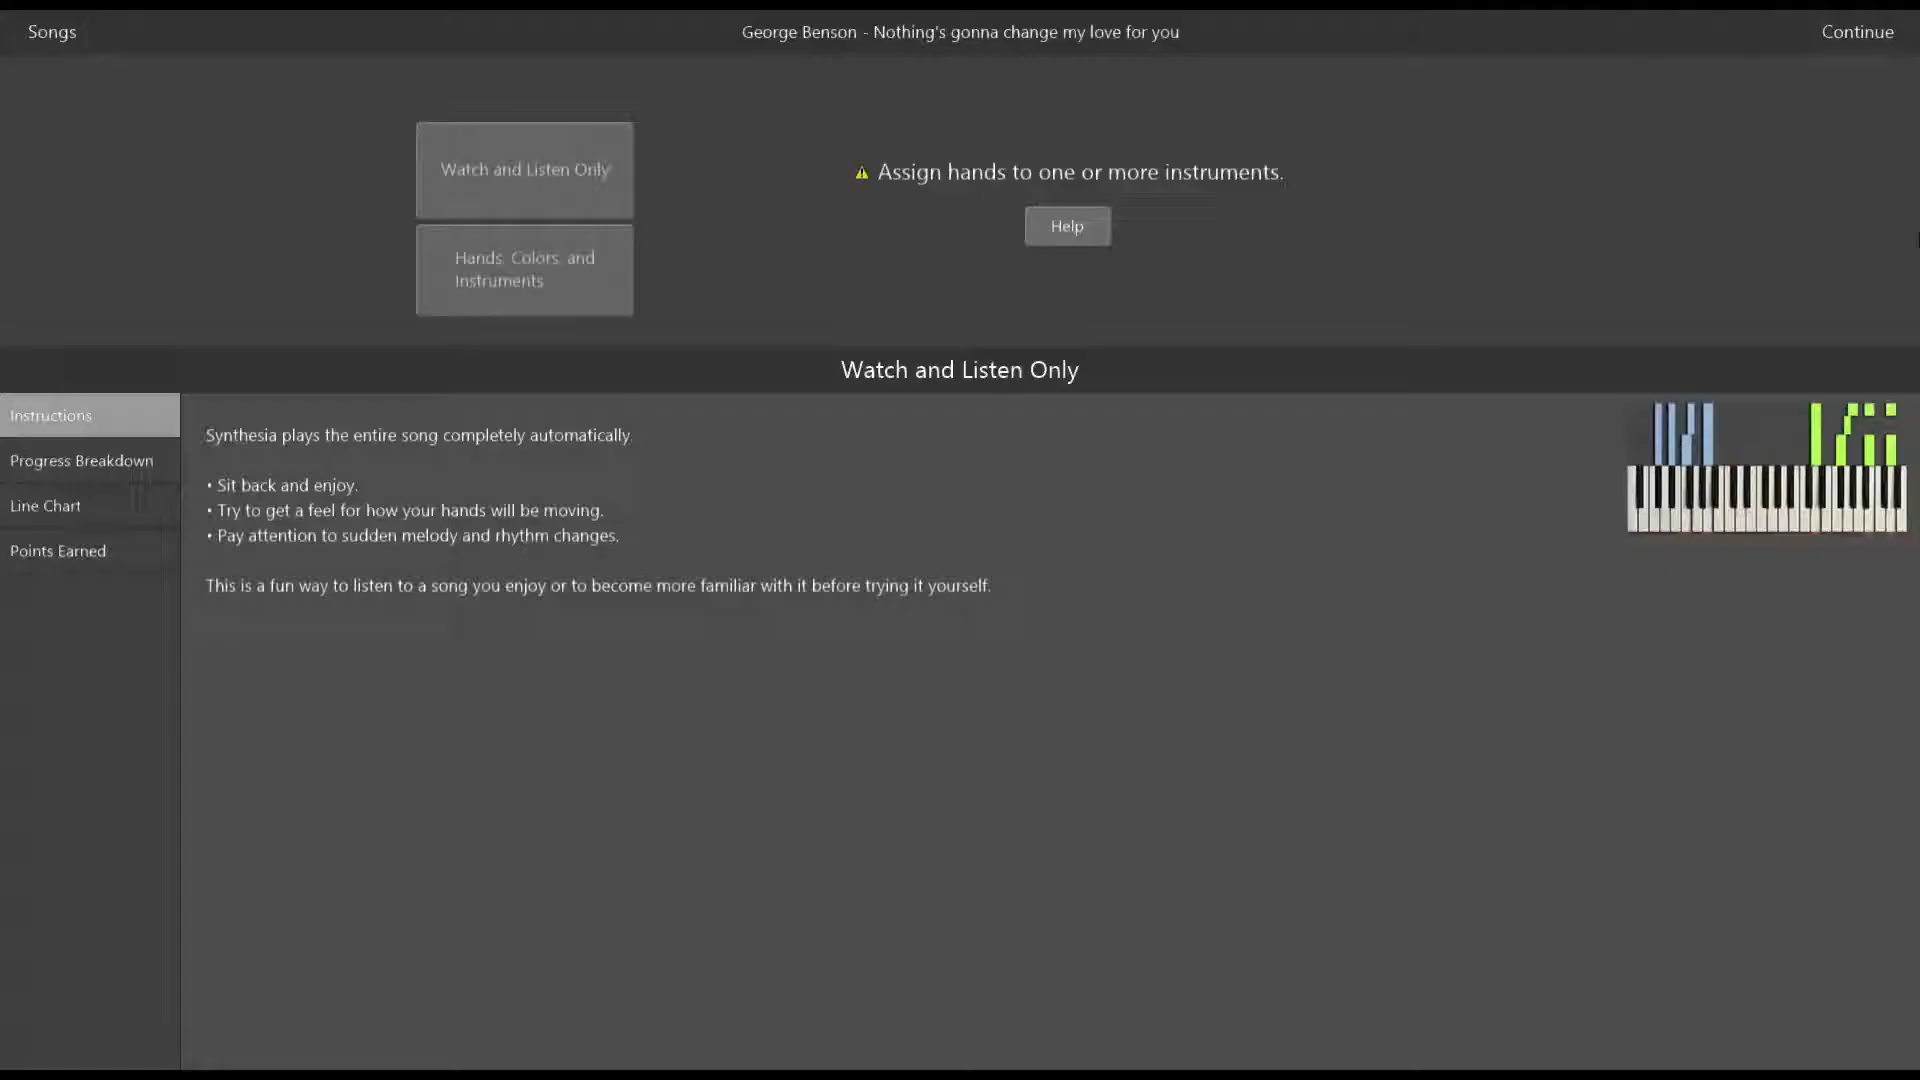 Songs
George Benson - Nothing's gonna change my love for you
Continue
Watch and Listen Only
Assign hands to one or more instruments.
Help
Hands, Colors, and
Instruments
Watch and Listen Only
Instructions
Progress Breakdown
Line Chart
Points Earned
Synthesia plays the entire song completely automatically.
• Sit back and enjoy.
• Try to get a feel for how your hands will be moving.
• Pay attention to sudden melody and rhythm changes.
This is a fun way to listen to a song you enjoy or to become more familiar with it before trying it yourself.